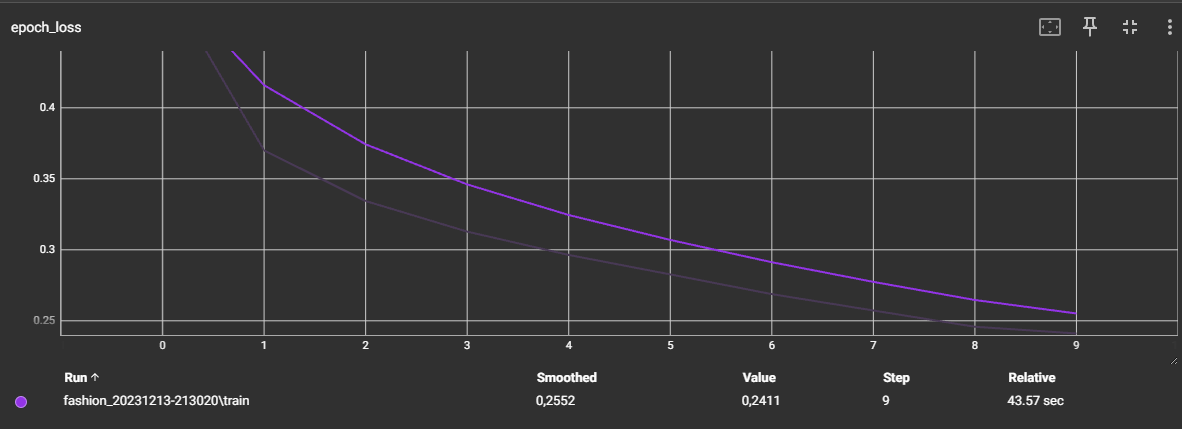 epoch_loss
0.4
0.35
0.3
0.25
0 1 2 3 4 5 6 7 8 9
Run ↑ Smoothed Value Step Relative
fashion_20231213-213020\train 0,2552 0,2411 9 43.57 sec